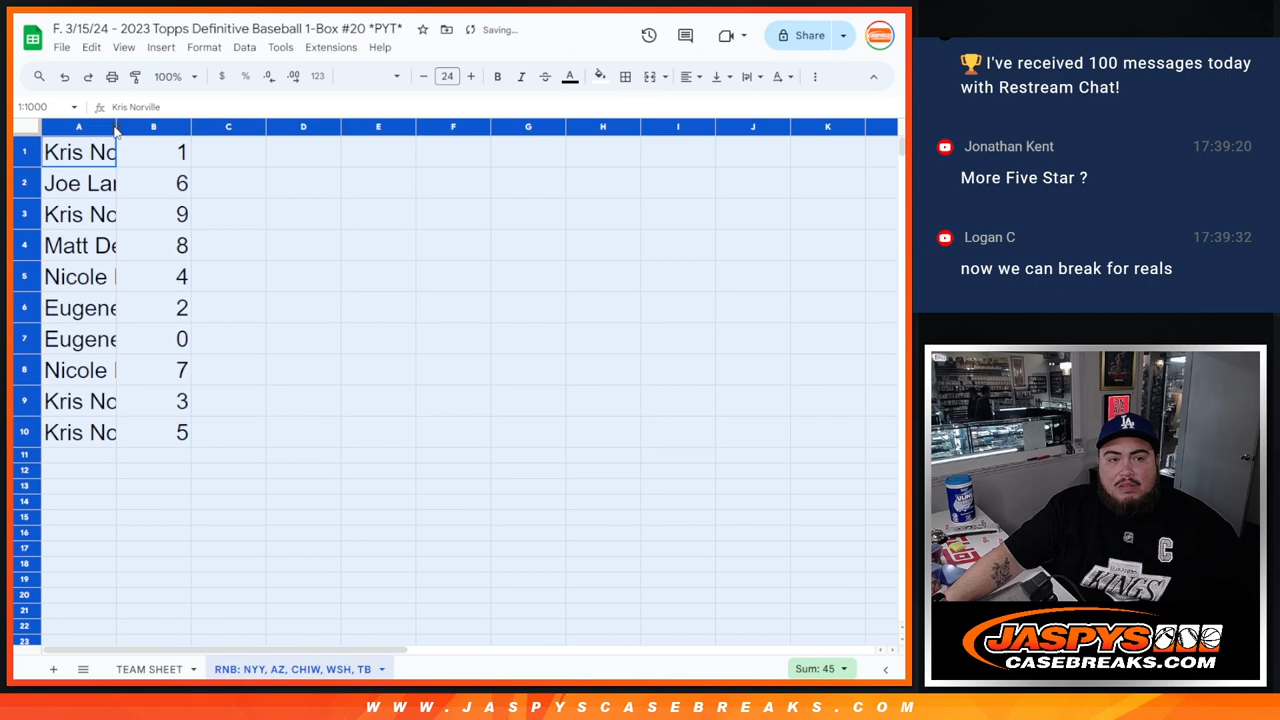 F. 3/15/24 - 2023 Topps Definitive Baseball 1-Box #20 *PYT*
Saving...
File Edit View Insert Format Data Tools Extensions Help
Share
100% $ % .0 .00 123 24 B I S A
1:1000 fx Kris Norville
A B C D E F G H I J K
1 Kris No 1
2 Joe Lar 6
3 Kris No 9
4 Matt De 8
5 Nicole 4
6 Eugene 2
7 Eugene 0
8 Nicole 7
9 Kris No 3
10 Kris No 5
11
12
13
14
15
16
17
18
19
20
21
22
23
TEAM SHEET
RNB: NYY, AZ, CHIW, WSH, TB
Sum: 45
🏆 I've received 100 messages today
with Restream Chat!
Jonathan Kent 17:39:20
More Five Star ?
Logan C 17:39:32
now we can break for reals
LA
C
KINGS
JASPYS
CASEBREAKS.COM
WWW.JASPYSCASEBREAKS.COM